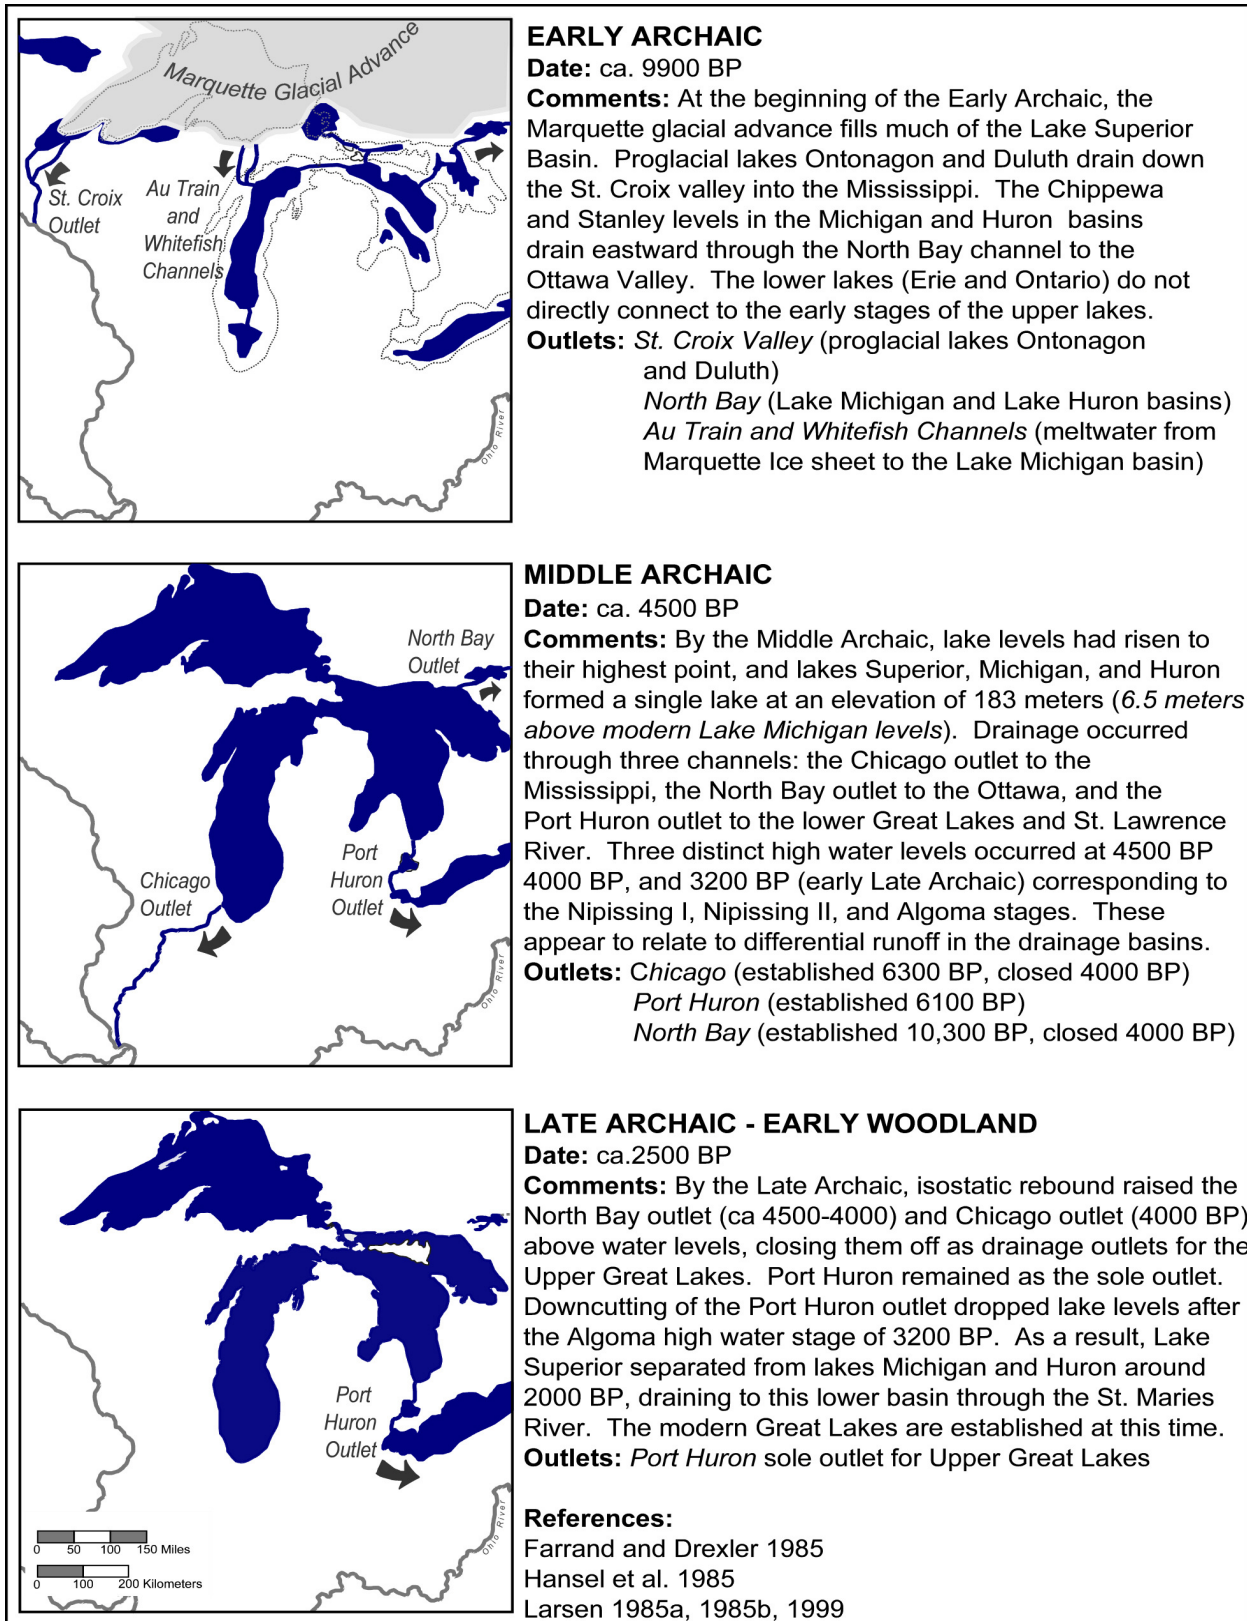 Marquette Glacial Advance
St. Croix
Outlet
Au Train
and
Whitefish
Channels
Ohio River
EARLY ARCHAIC
Date: ca. 9900 BP
Comments: At the beginning of the Early Archaic, the
Marquette glacial advance fills much of the Lake Superior
Basin. Proglacial lakes Ontonagon and Duluth drain down
the St. Croix valley into the Mississippi. The Chippewa
and Stanley levels in the Michigan and Huron basins
drain eastward through the North Bay channel to the
Ottawa Valley. The lower lakes (Erie and Ontario) do not
directly connect to the early stages of the upper lakes.
Outlets: St. Croix Valley (proglacial lakes Ontonagon
and Duluth)
North Bay (Lake Michigan and Lake Huron basins)
Au Train and Whitefish Channels (meltwater from
Marquette Ice sheet to the Lake Michigan basin)
North Bay
Outlet
Port
Huron
Outlet
Chicago
Outlet
Ohio River
MIDDLE ARCHAIC
Date: ca. 4500 BP
Comments: By the Middle Archaic, lake levels had risen to
their highest point, and lakes Superior, Michigan, and Huron
formed a single lake at an elevation of 183 meters (6.5 meters
above modern Lake Michigan levels). Drainage occurred
through three channels: the Chicago outlet to the
Mississippi, the North Bay outlet to the Ottawa, and the
Port Huron outlet to the lower Great Lakes and St. Lawrence
River. Three distinct high water levels occurred at 4500 BP
4000 BP, and 3200 BP (early Late Archaic) corresponding to
the Nipissing I, Nipissing II, and Algoma stages. These
appear to relate to differential runoff in the drainage basins.
Outlets: Chicago (established 6300 BP, closed 4000 BP)
Port Huron (established 6100 BP)
North Bay (established 10,300 BP, closed 4000 BP)
Port
Huron
Outlet
Ohio River
0 50 100 150 Miles
0 100 200 Kilometers
LATE ARCHAIC - EARLY WOODLAND
Date: ca.2500 BP
Comments: By the Late Archaic, isostatic rebound raised the
North Bay outlet (ca 4500-4000) and Chicago outlet (4000 BP)
above water levels, closing them off as drainage outlets for the
Upper Great Lakes. Port Huron remained as the sole outlet.
Downcutting of the Port Huron outlet dropped lake levels after
the Algoma high water stage of 3200 BP. As a result, Lake
Superior separated from lakes Michigan and Huron around
2000 BP, draining to this lower basin through the St. Maries
River. The modern Great Lakes are established at this time.
Outlets: Port Huron sole outlet for Upper Great Lakes
References:
Farrand and Drexler 1985
Hansel et al. 1985
Larsen 1985a, 1985b, 1999